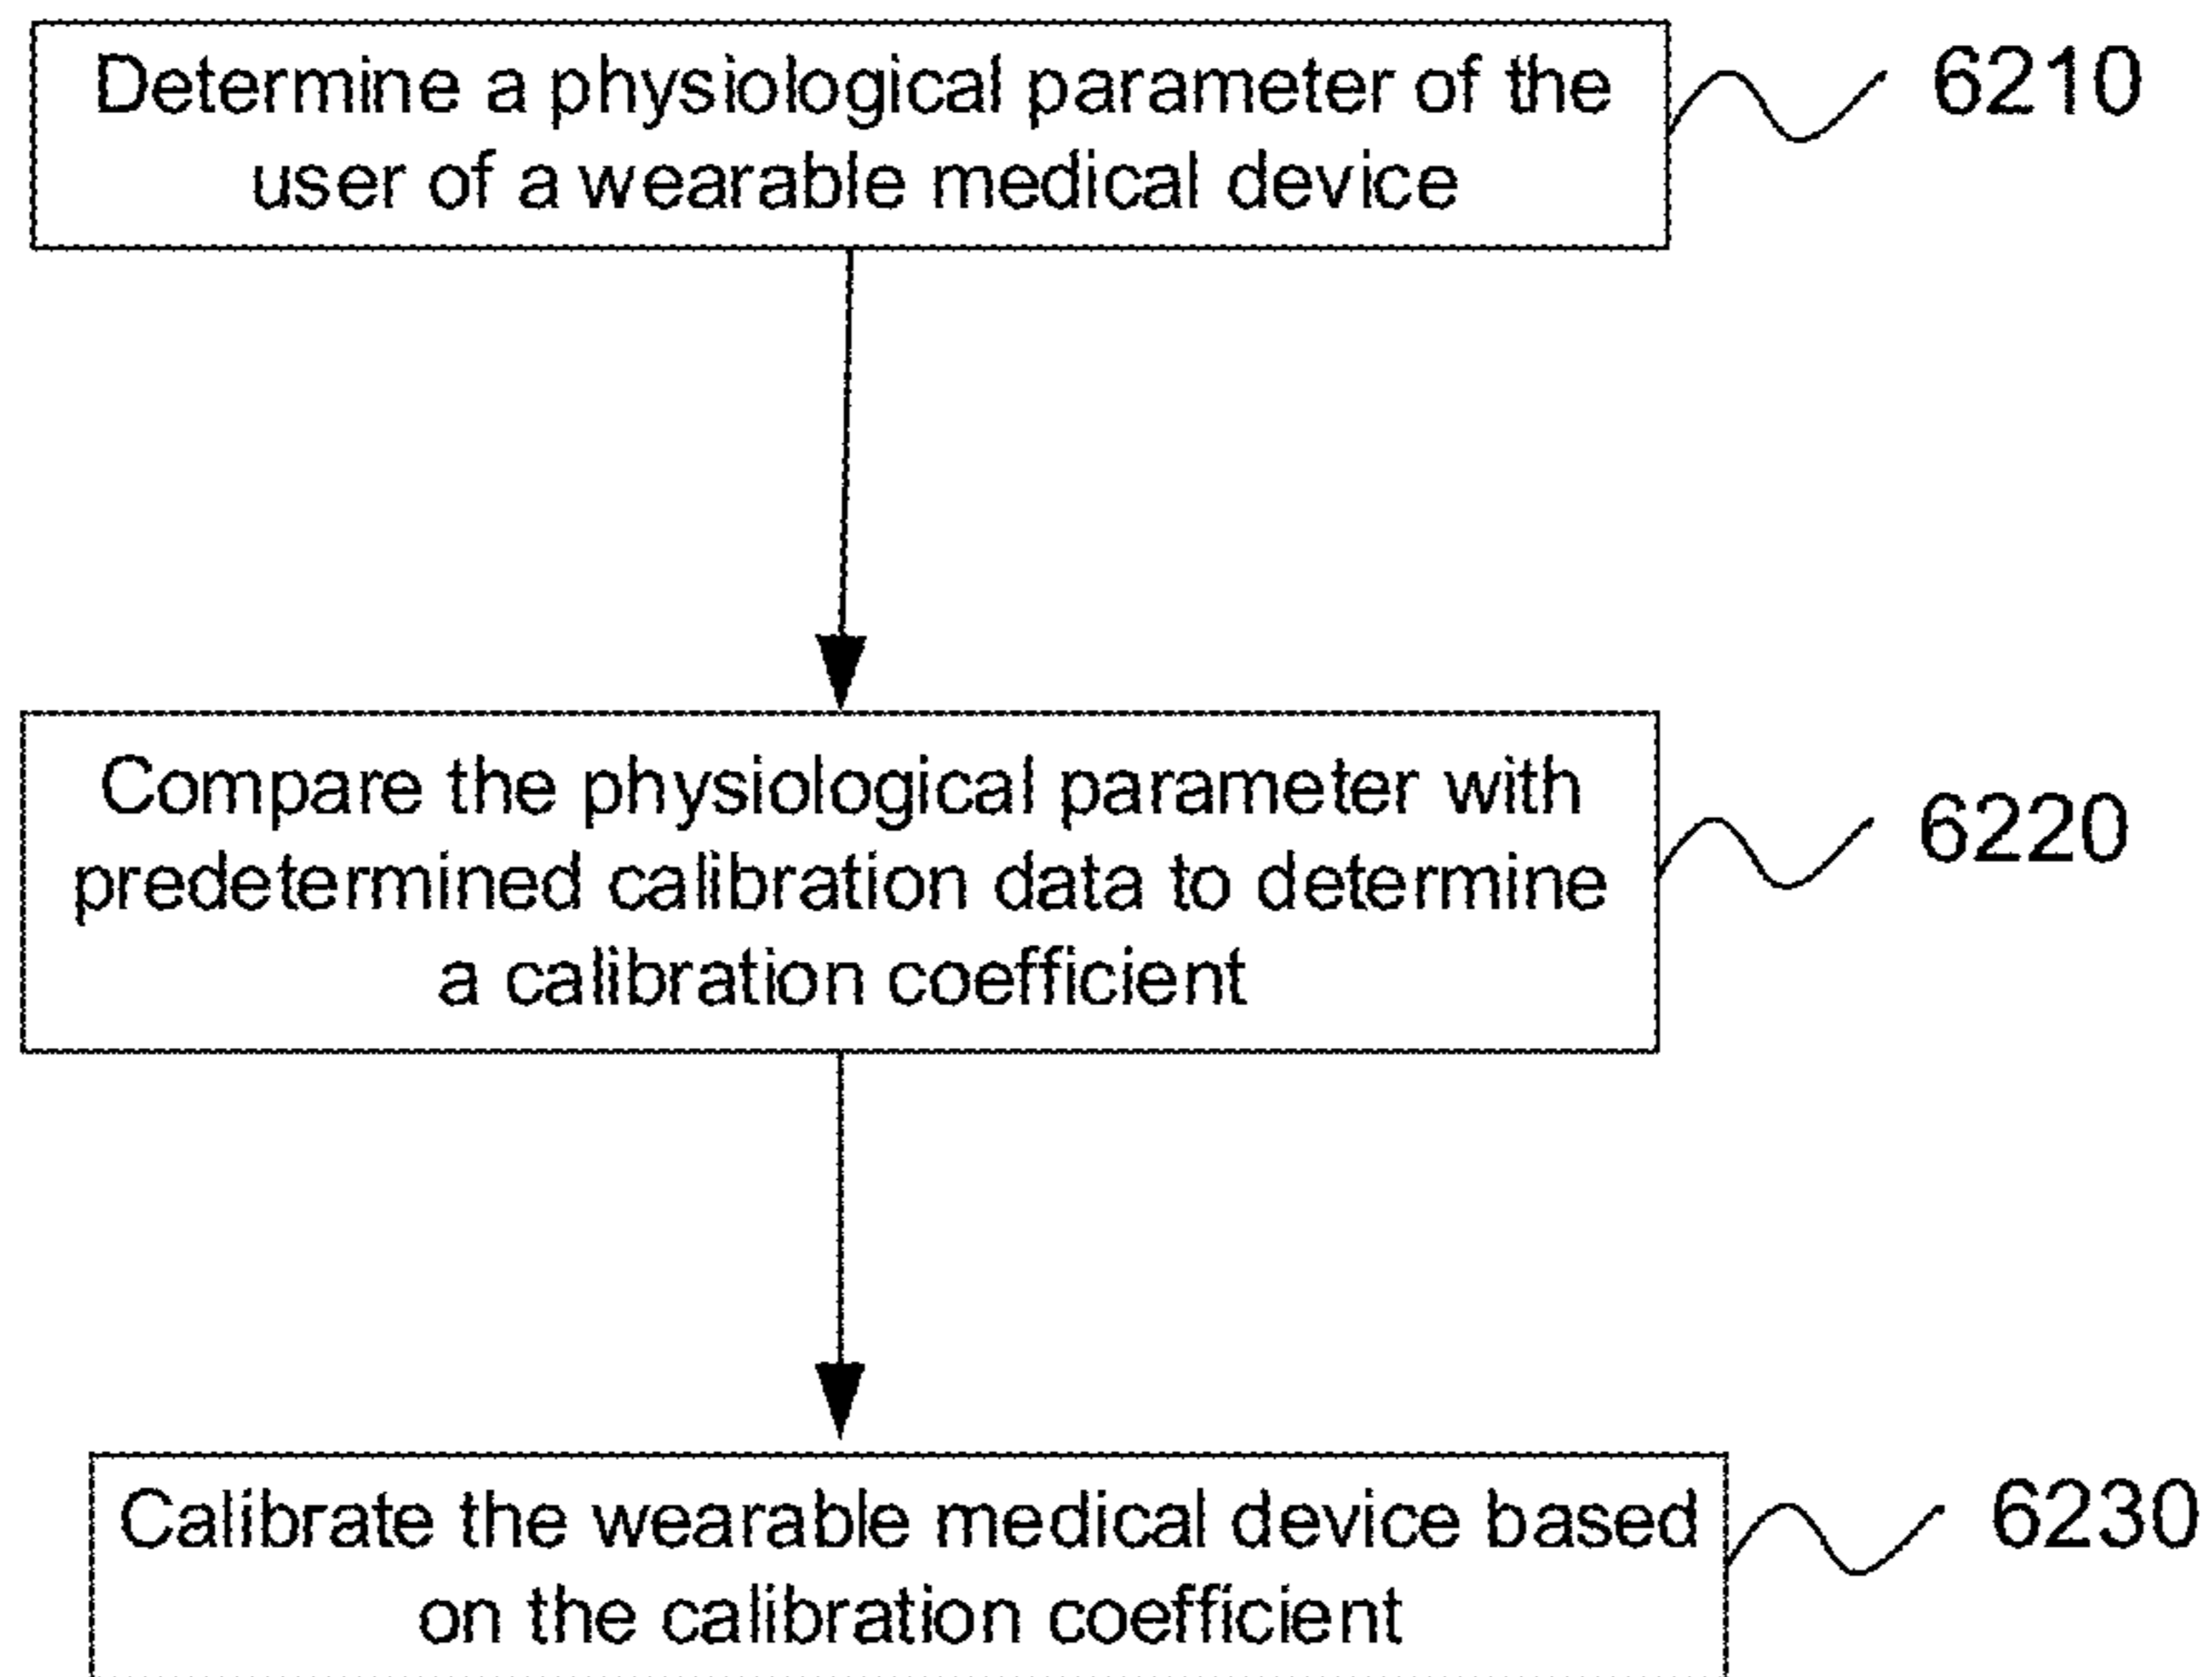 Determine a physiological parameter of the
user of a wearable medical device
6210
Compare the physiological parameter with
predetermined calibration data to determine
a calibration coefficient
6220
Calibrate the wearable medical device based
on the calibration coefficient
6230